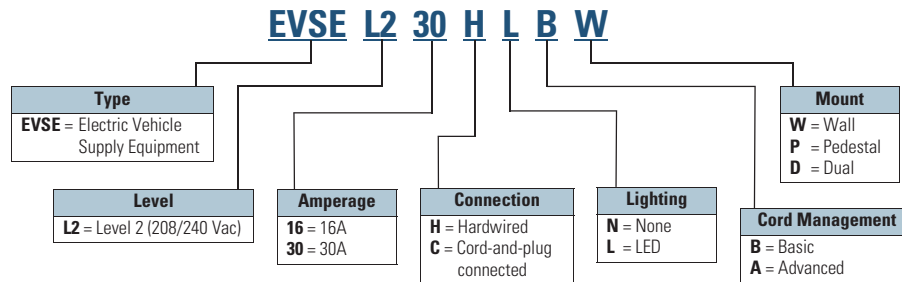 EVSE L2 30 H L B W
Type
EVSE = Electric Vehicle
Supply Equipment
Level
L2 = Level 2 (208/240 Vac)
Amperage
16 = 16A
30 = 30A
Connection
H = Hardwired
C = Cord-and-plug
connected
Lighting
N = None
L = LED
Cord Management
B = Basic
A = Advanced
Mount
W = Wall
P = Pedestal
D = Dual